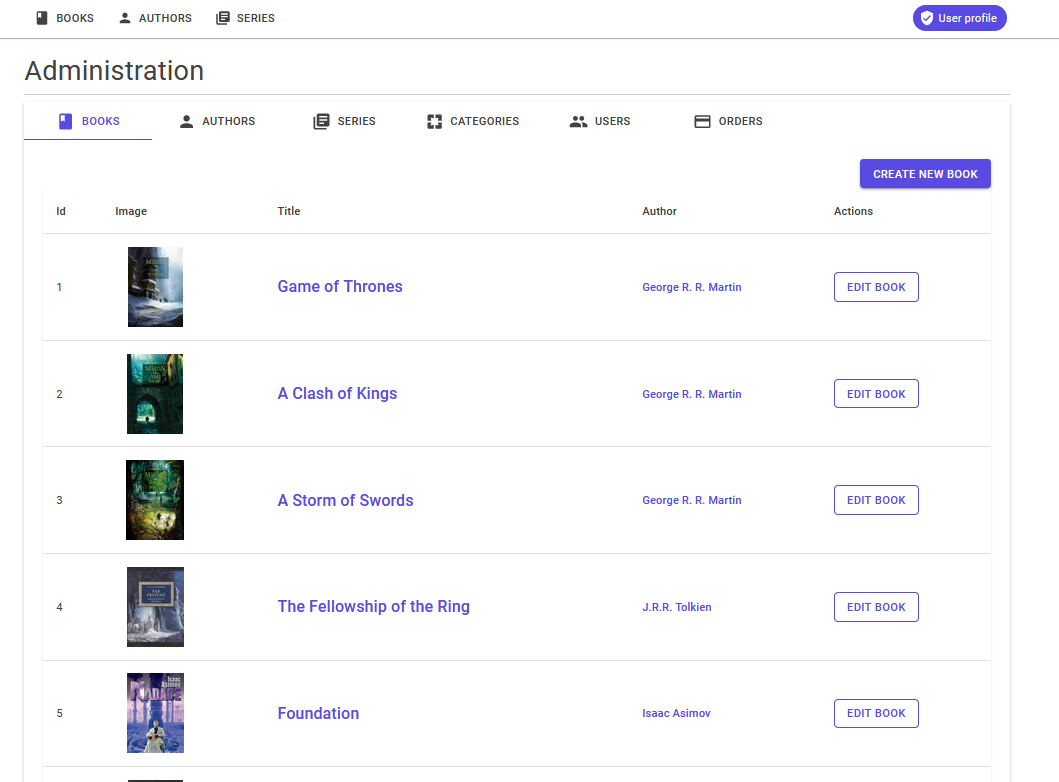 BOOKS AUTHORS SERIES User profile
Administration
BOOKS AUTHORS SERIES CATEGORIES USERS ORDERS
CREATE NEW BOOK
Id Image Title Author Actions
1 Game of Thrones George R. R. Martin EDIT BOOK
2 A Clash of Kings George R. R. Martin EDIT BOOK
3 A Storm of Swords George R. R. Martin EDIT BOOK
4 The Fellowship of the Ring J.R.R. Tolkien EDIT BOOK
Isaac
Asimov
NADACE
5 Foundation Isaac Asimov EDIT BOOK